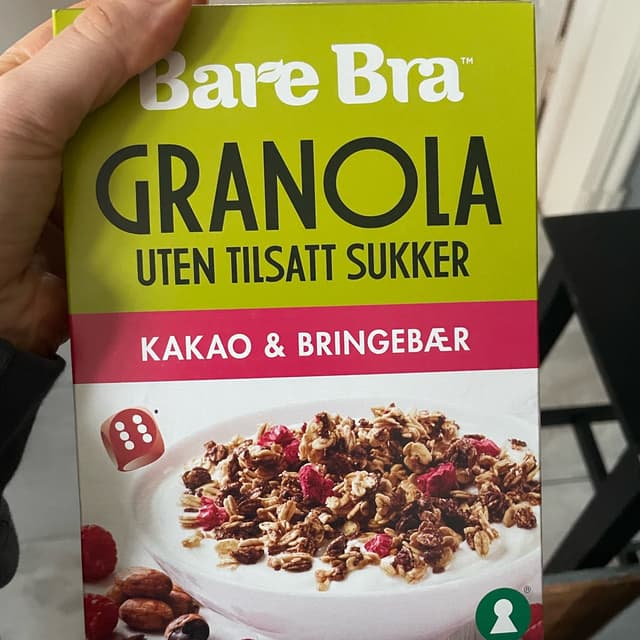 Bare Bra™
GRANOLA
UTEN TILSATT SUKKER
KAKAO & BRINGEBÆR
®